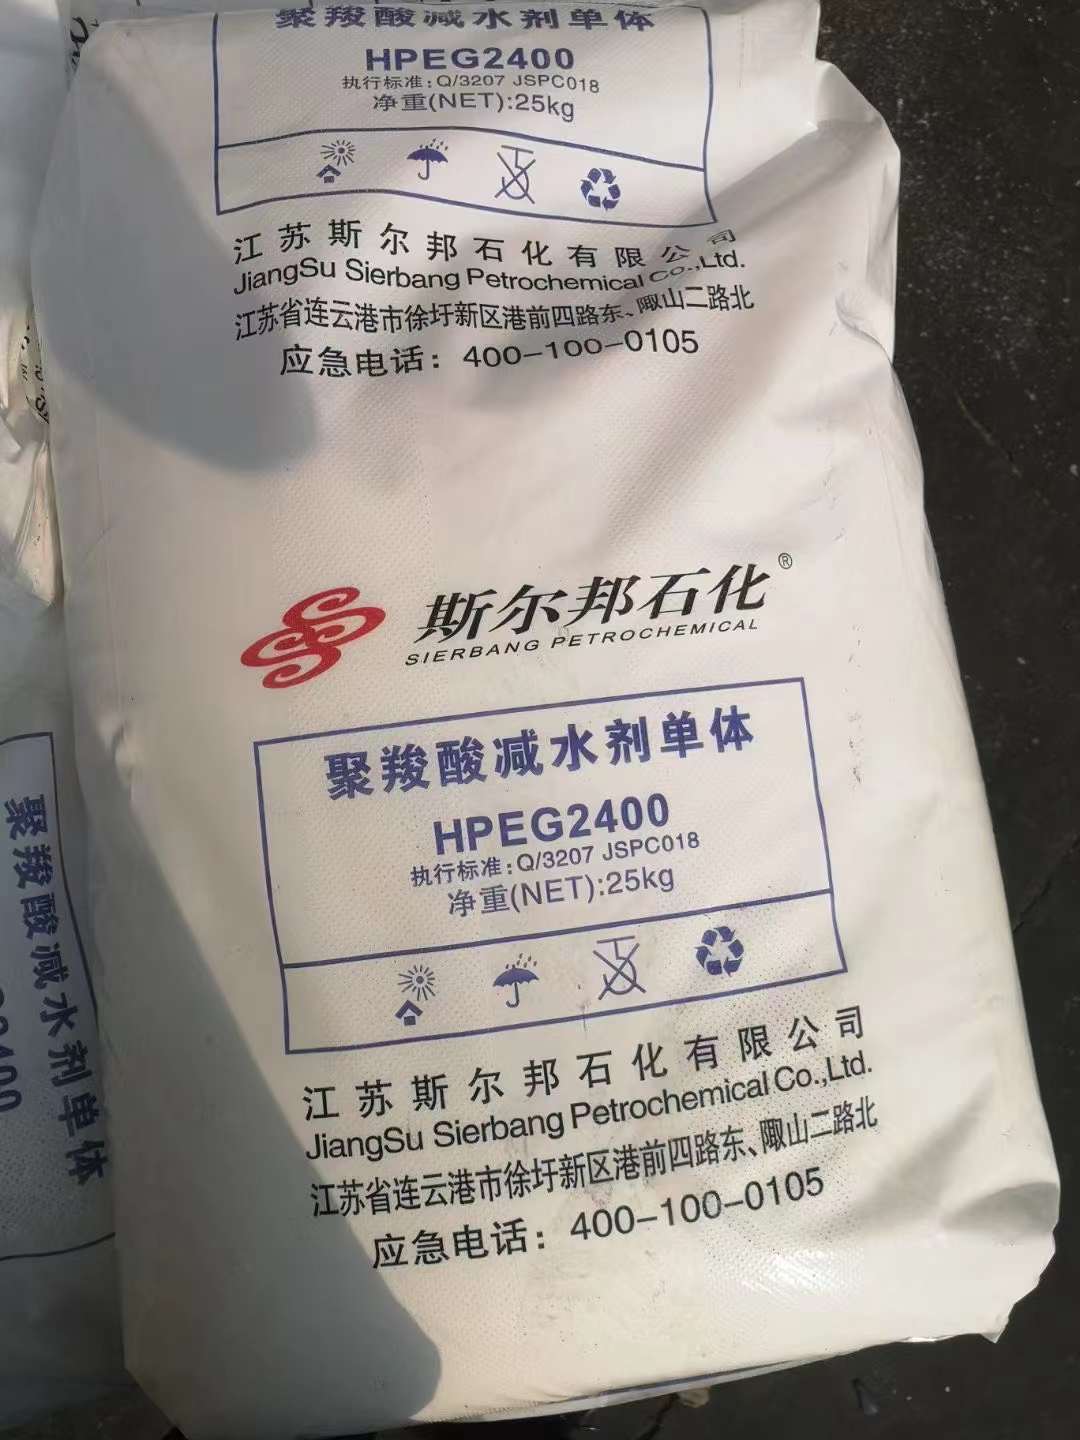 聚羧酸减水剂单体
HPEG2400
执行标准:Q/3207 JSPC018
净重(NET):25kg
江苏斯尔邦石化有限公司
JiangSu Sierbang Petrochemical Co.,Ltd.
江苏省连云港市徐圩新区港前四路东、陬山二路北
应急电话：400-100-0105
斯尔邦石化®
SIERBANG PETROCHEMICAL
聚羧酸减水剂单体
HPEG2400
执行标准:Q/3207 JSPC018
净重(NET):25kg
江苏斯尔邦石化有限公司
JiangSu Sierbang Petrochemical Co.,Ltd.
江苏省连云港市徐圩新区港前四路东、陬山二路北
应急电话：400-100-0105
聚羧酸减水剂单体
2400